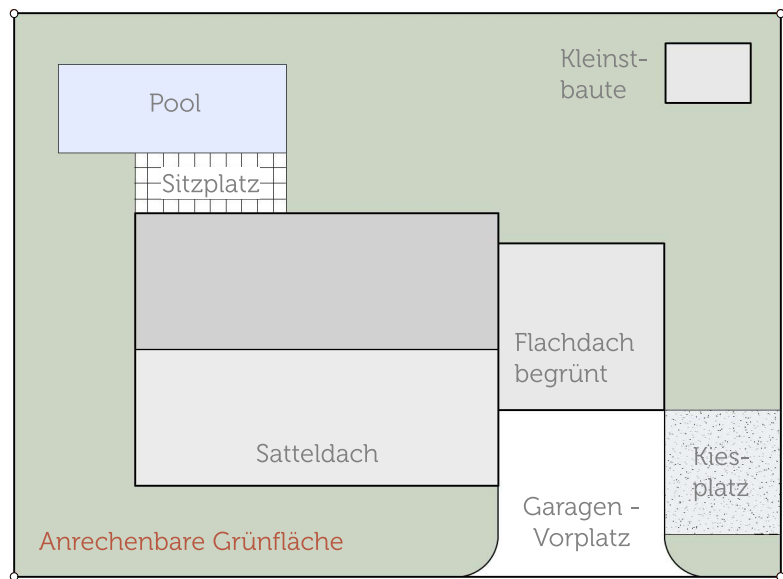 Kleinst-
baute
Pool
Sitzplatz
Flachdach
begrünt
Satteldach
Kies-
platz
Garagen -
Vorplatz
Anrechenbare Grünfläche